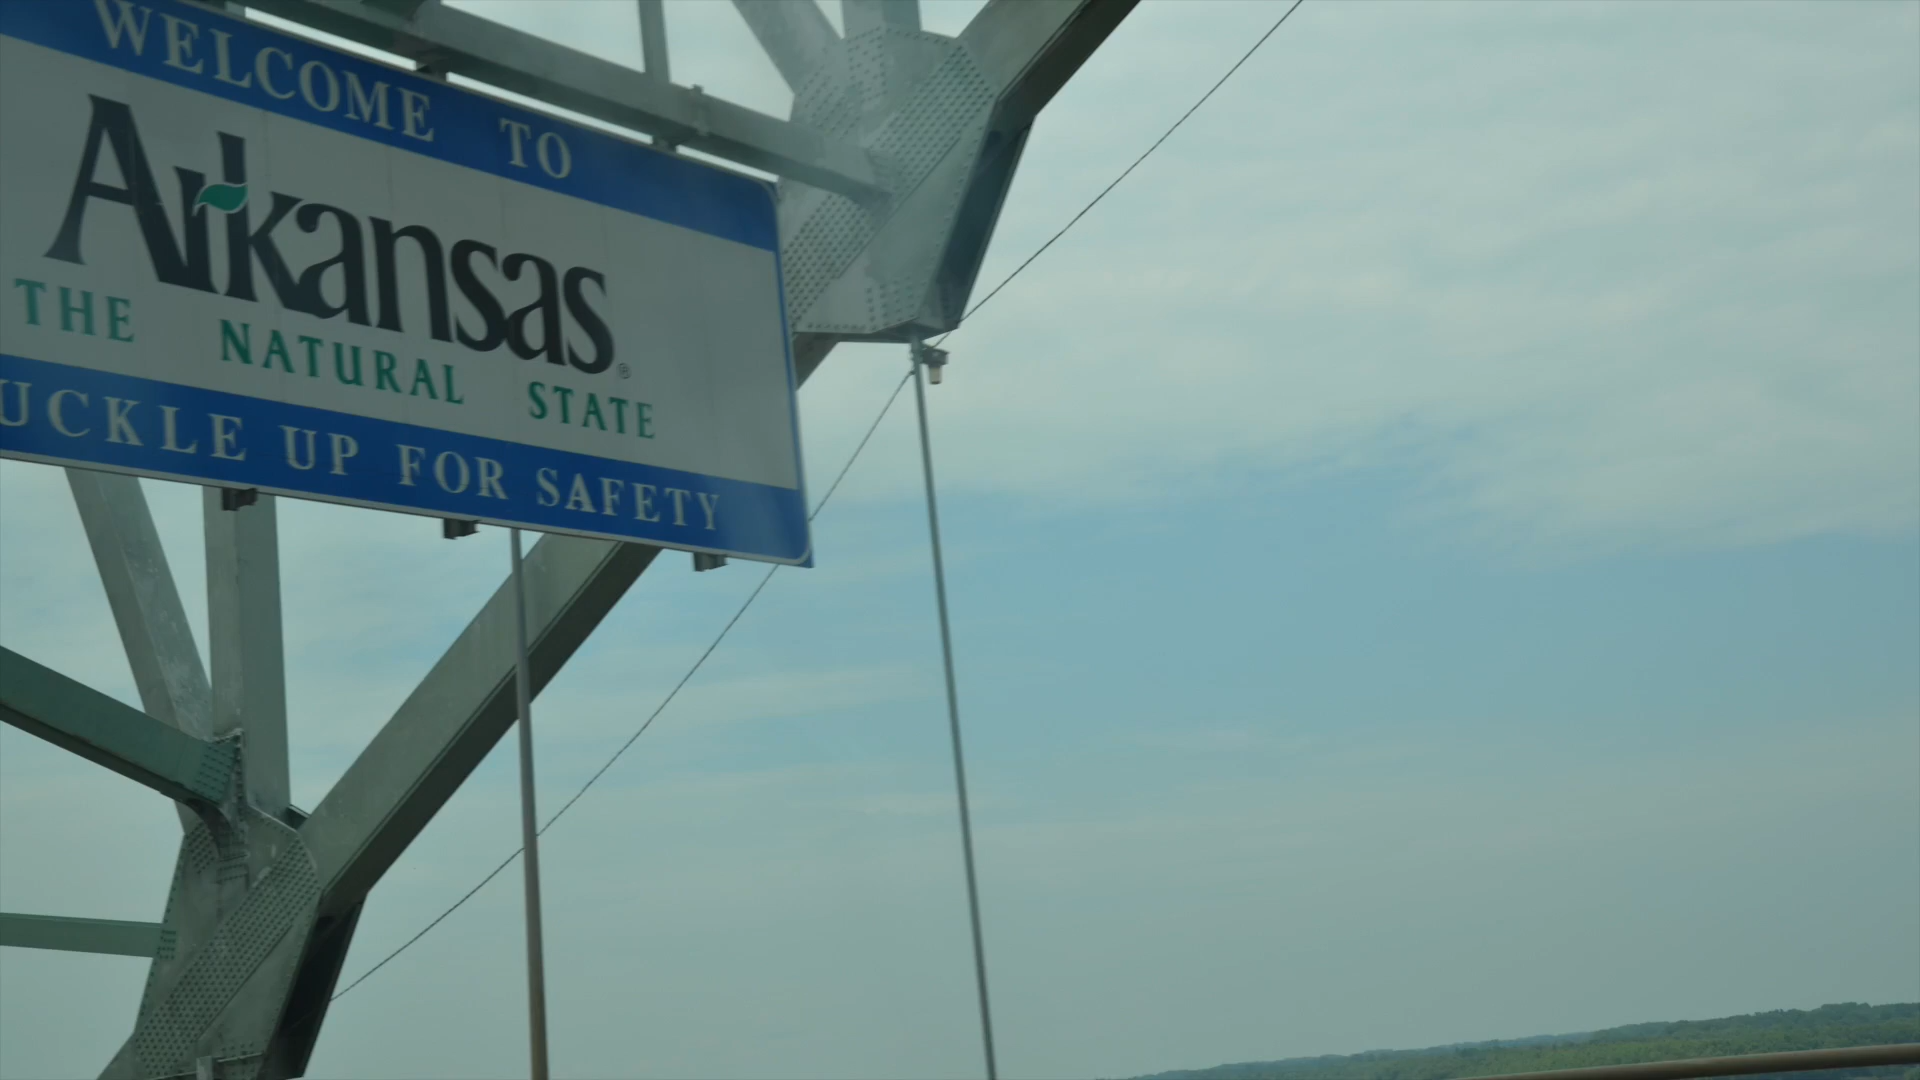 WELCOME TO
Arkansas®
THE NATURAL STATE
UCKLE UP FOR SAFETY